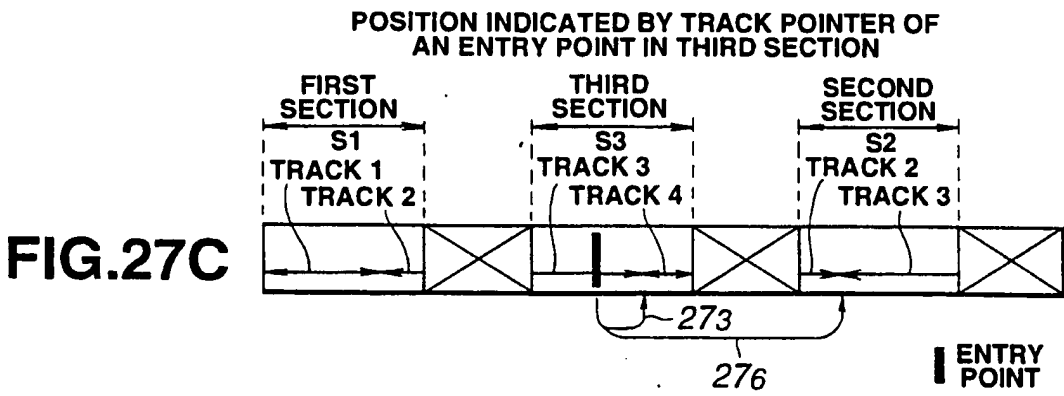 POSITION INDICATED BY TRACK POINTER OF
AN ENTRY POINT IN THIRD SECTION
FIRST
SECTION
THIRD
SECTION
SECOND
SECTION
S1
S3
S2
TRACK 1
TRACK 2
TRACK 3
TRACK 4
TRACK 2
TRACK 3
FIG.27C
273
276
ENTRY
POINT